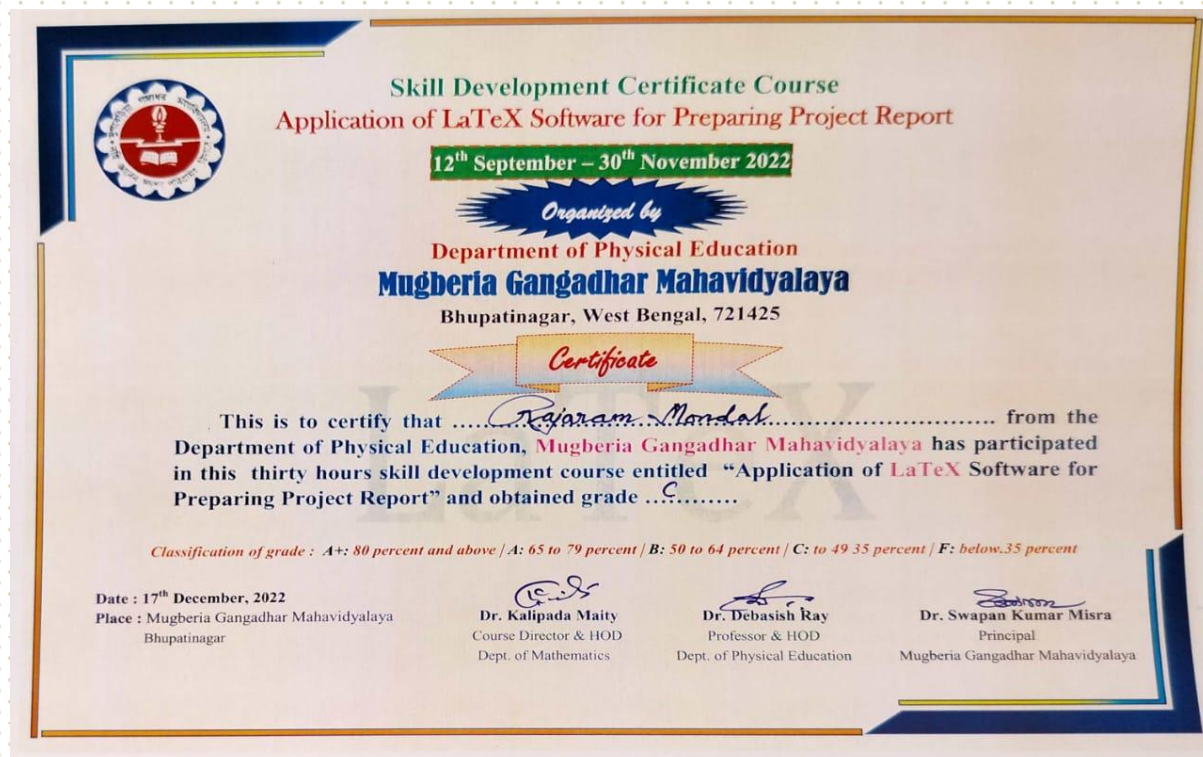 Skill Development Certificate Course
Application of LaTeX Software for Preparing Project Report
12th September – 30th November 2022
Organized by
Department of Physical Education
Mugberia Gangadhar Mahavidyalaya
Bhupatinagar, West Bengal, 721425
Certificate
LaTeX
This is to certify that ..... Rajaram Mondal ..................................... from the
Department of Physical Education, Mugberia Gangadhar Mahavidyalaya has participated
in this thirty hours skill development course entitled “Application of LaTeX Software for
Preparing Project Report” and obtained grade ...C.........
Classification of grade : A+: 80 percent and above / A: 65 to 79 percent / B: 50 to 64 percent / C: to 49 35 percent / F: below.35 percent
Date : 17th December, 2022
Place : Mugberia Gangadhar Mahavidyalaya
Bhupatinagar
Dr. Kalipada Maity
Course Director & HOD
Dept. of Mathematics
Dr. Debasish Ray
Professor & HOD
Dept. of Physical Education
Dr. Swapan Kumar Misra
Principal
Mugberia Gangadhar Mahavidyalaya